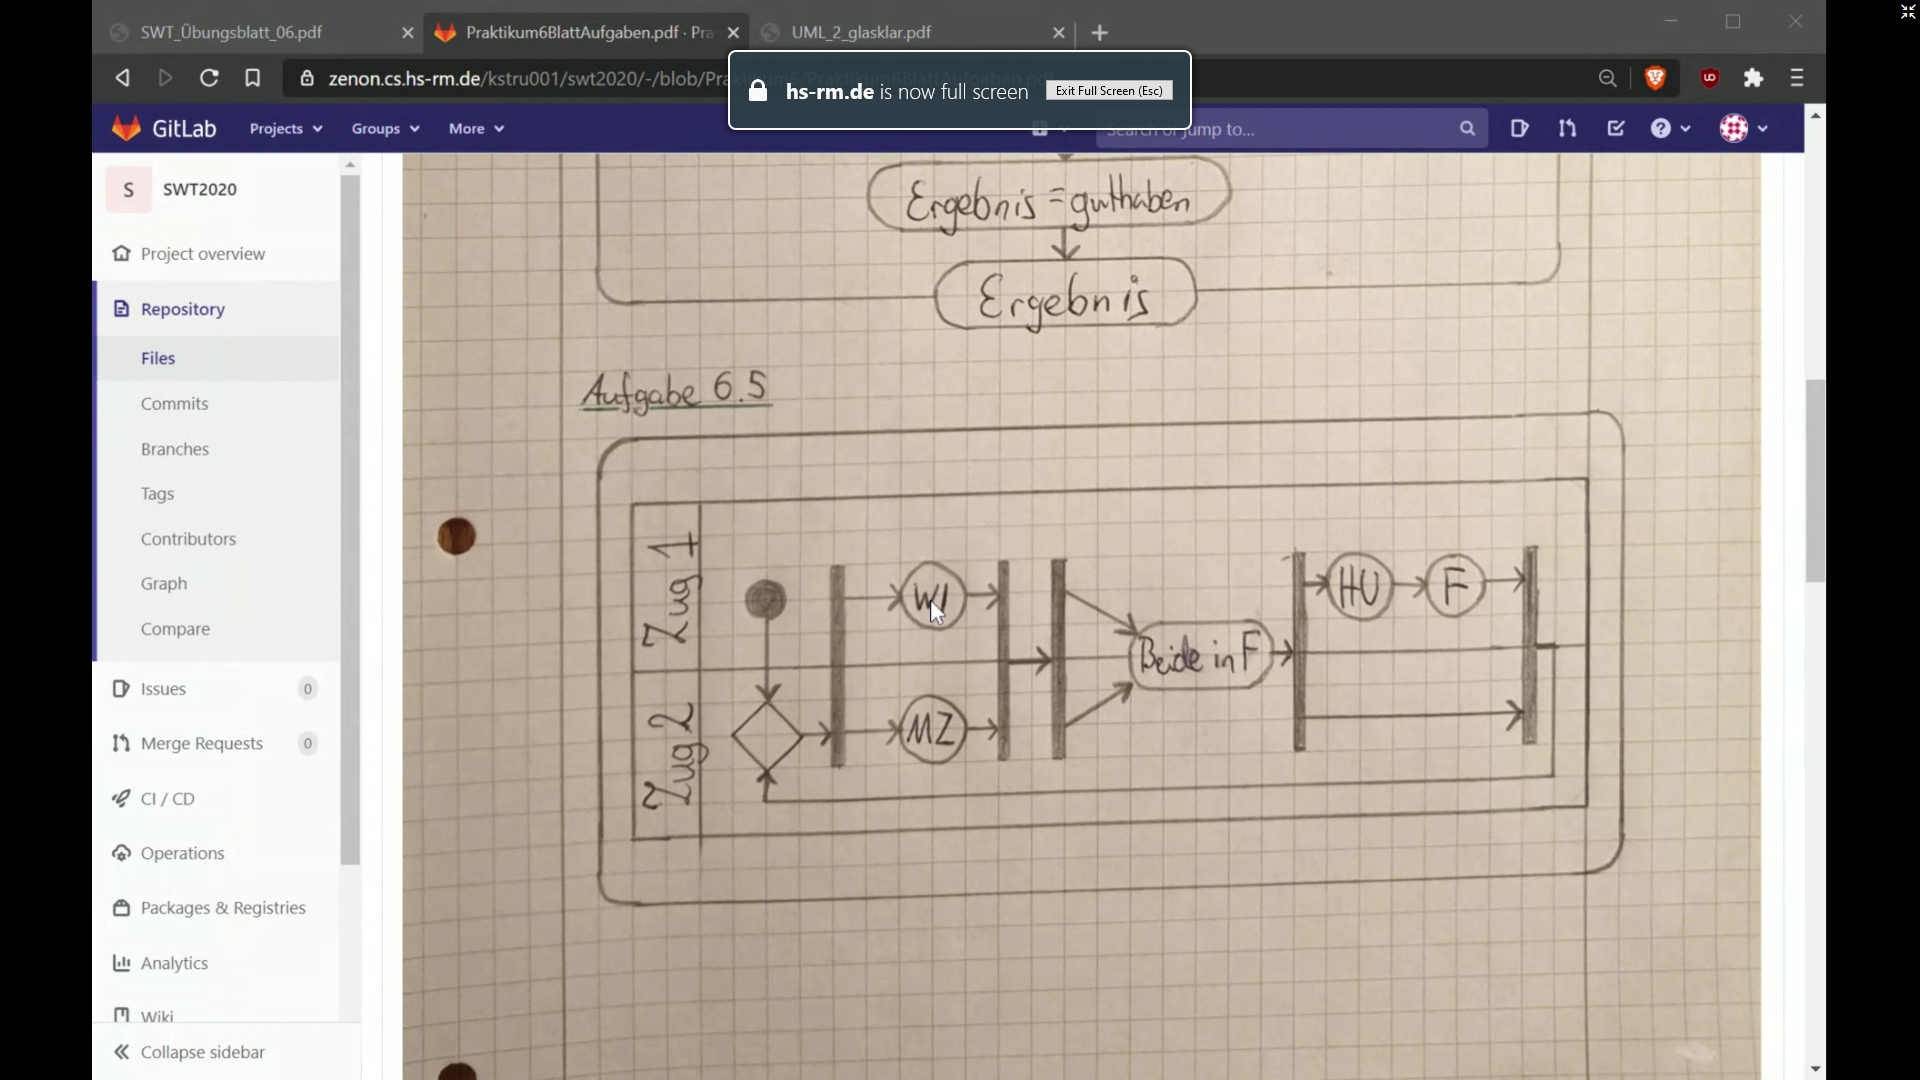 SWT_Übungsblatt_06.pdf
Praktikum6BlattAufgaben.pdf · Pra
UML_2_glasklar.pdf
zenon.cs.hs-rm.de/kstru001/swt2020/-/blob/Praktikum6/Praktikum6BlattAufgaben.pdf
hs-rm.de is now full screen
Exit Full Screen (Esc)
GitLab
Projects
Groups
More
Search or jump to...
S
SWT2020
Project overview
Repository
Files
Commits
Branches
Tags
Contributors
Graph
Compare
Issues
0
Merge Requests
0
CI / CD
Operations
Packages & Registries
Analytics
Wiki
Collapse sidebar
Ergebnis = guthaben
Ergebnis
Aufgabe 6.5
Zug 1
WI
Beide in F
HU
F
Zug 2
MZ